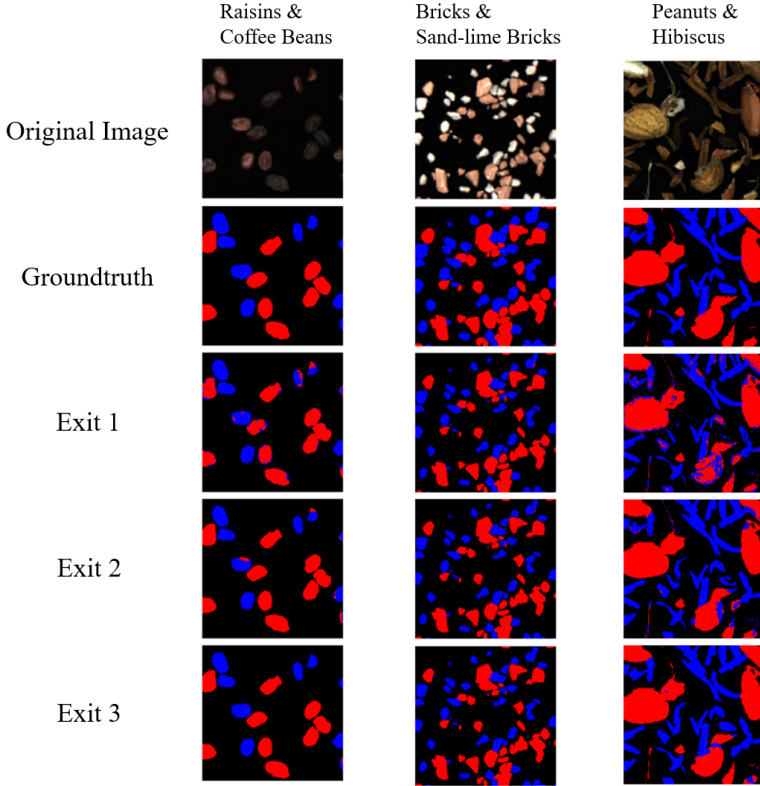 Raisins &
Coffee Beans
Bricks &
Sand-lime Bricks
Peanuts &
Hibiscus
Original Image
Groundtruth
Exit 1
Exit 2
Exit 3